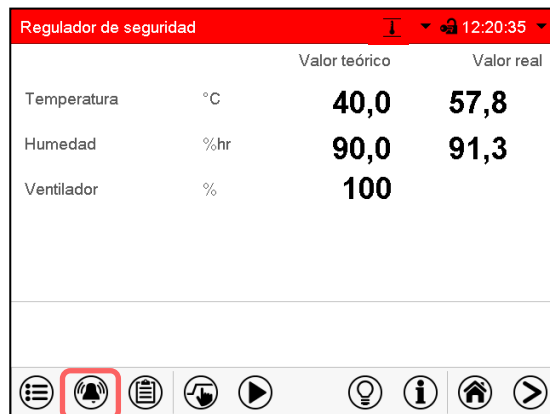 Regulador de seguridad 12:20:35
Valor teórico Valor real
Temperatura °C 40,0 57,8
Humedad %hr 90,0 91,3
Ventilador % 100